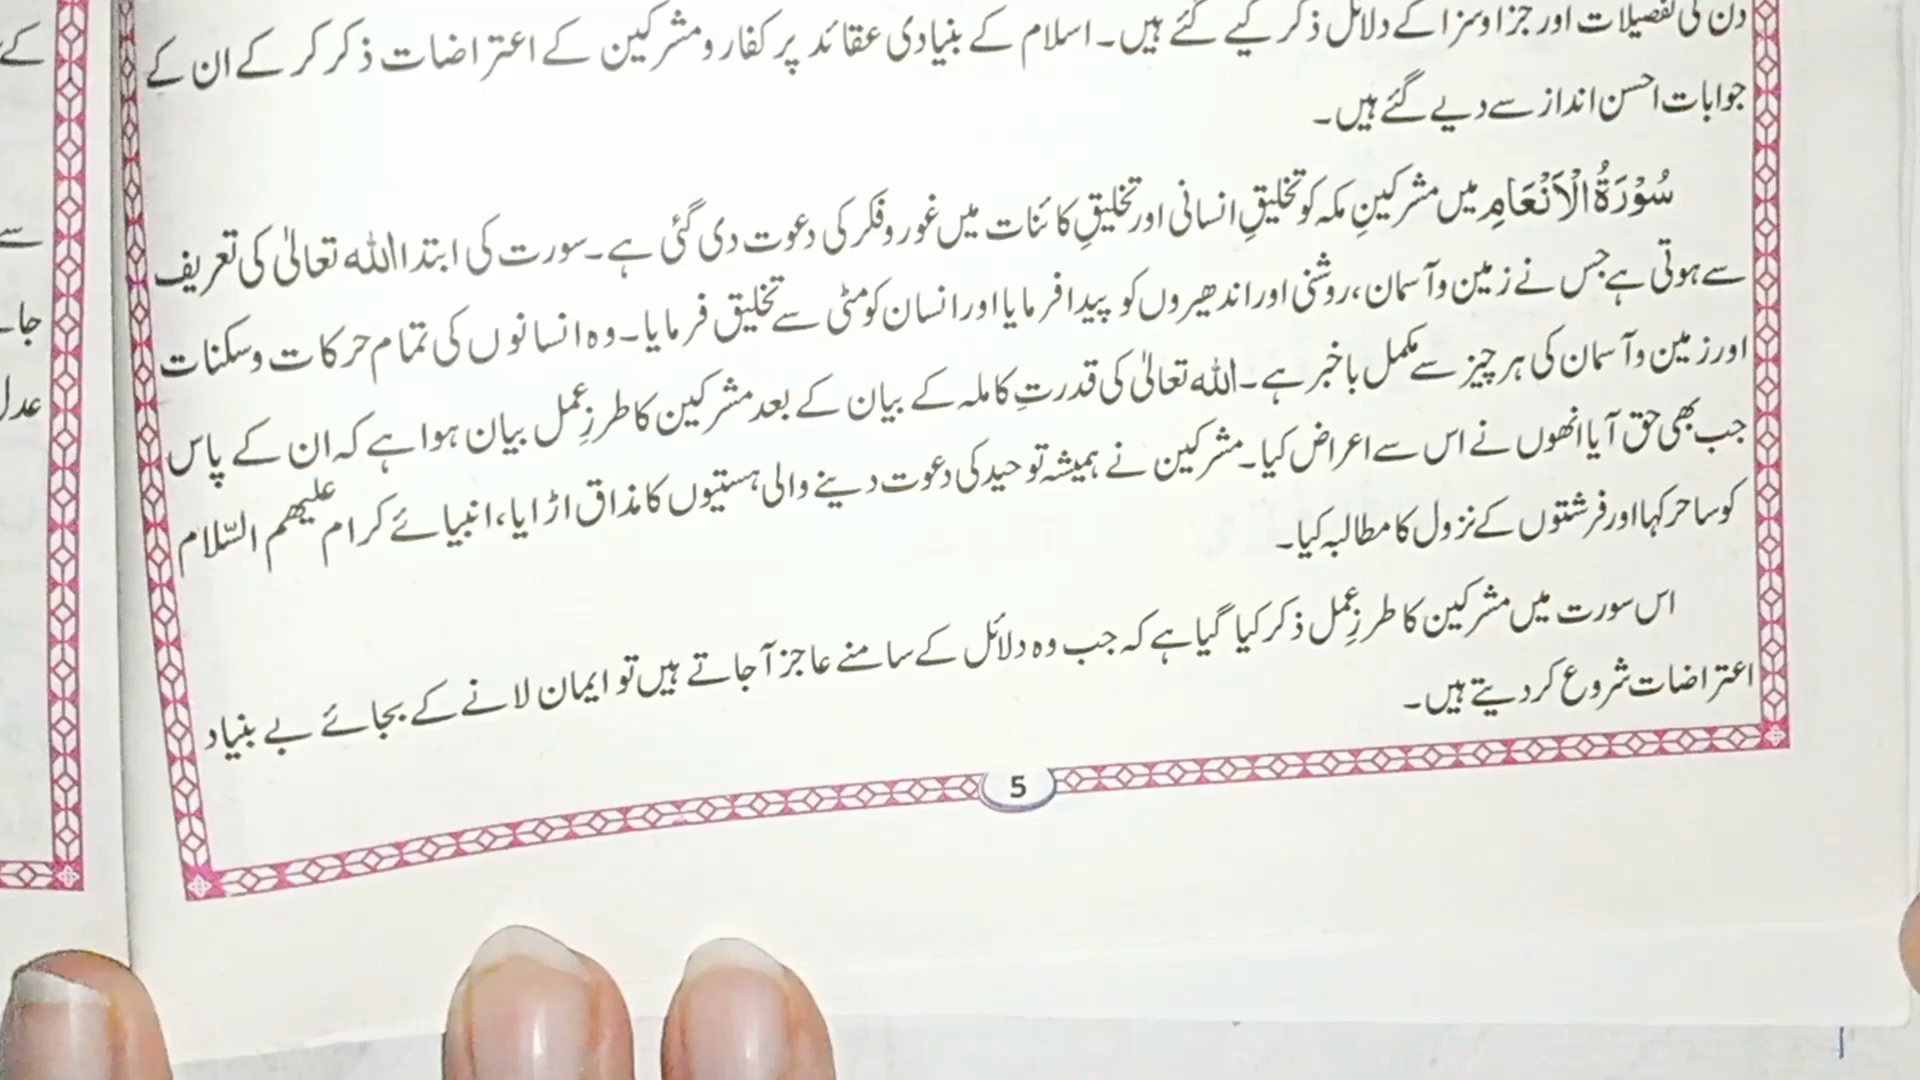 دن کی تفصیلات اور جزا و سزا کے دلائل ذکر کیے گئے ہیں۔ اسلام کے بنیادی عقائد پر کفار و مشرکین کے اعتراضات ذکر کر کے ان کے
جوابات احسن انداز سے دیے گئے ہیں۔
سُوْرَةُ الْاَنْعَامِ میں مشرکینِ مکہ کو تخلیقِ انسانی اور تخلیقِ کائنات میں غور و فکر کی دعوت دی گئی ہے۔ سورت کی ابتدا اللہ تعالیٰ کی تعریف
سے ہوتی ہے جس نے زمین و آسمان، روشنی اور اندھیروں کو پیدا فرمایا اور انسان کو مٹی سے تخلیق فرمایا۔ وہ انسانوں کی تمام حرکات و سکنات
اور زمین و آسمان کی ہر چیز سے مکمل باخبر ہے۔ اللہ تعالیٰ کی قدرتِ کاملہ کے بیان کے بعد مشرکین کا طرزِ عمل بیان ہوا ہے کہ ان کے پاس
جب بھی حق آیا انھوں نے اس سے اعراض کیا۔ مشرکین نے ہمیشہ توحید کی دعوت دینے والی ہستیوں کا مذاق اڑایا، انبیائے کرام علیھم السّلام
کو ساحر کہا اور فرشتوں کے نزول کا مطالبہ کیا۔
اس سورت میں مشرکین کا طرزِ عمل ذکر کیا گیا ہے کہ جب وہ دلائل کے سامنے عاجز آ جاتے ہیں تو ایمان لانے کے بجائے بے بنیاد
اعتراضات شروع کر دیتے ہیں۔
5
کے
سے
عدل